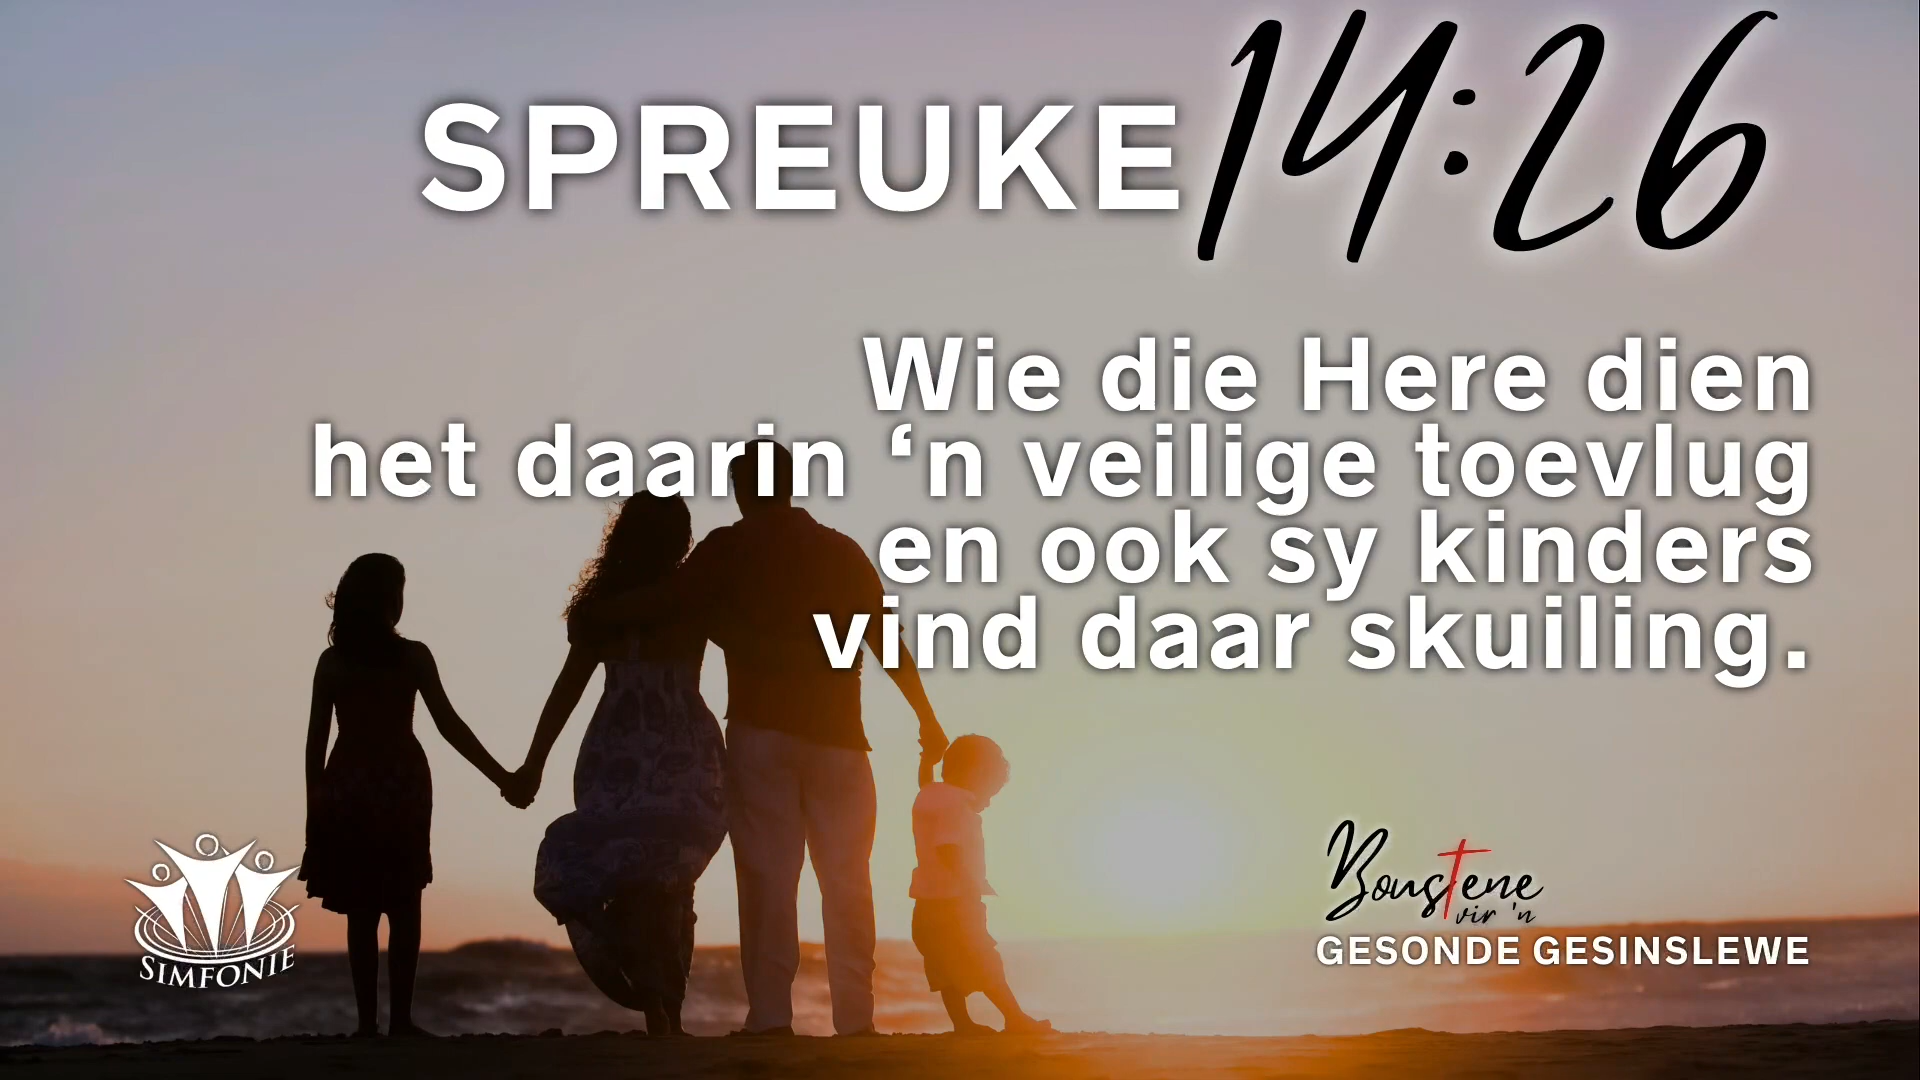 SPREUKE 14:26
Wie die Here dien
het daarin ‘n veilige toevlug
en ook sy kinders
vind daar skuiling.
SIMFONIE
Boustene
vir 'n
GESONDE GESINSLEWE